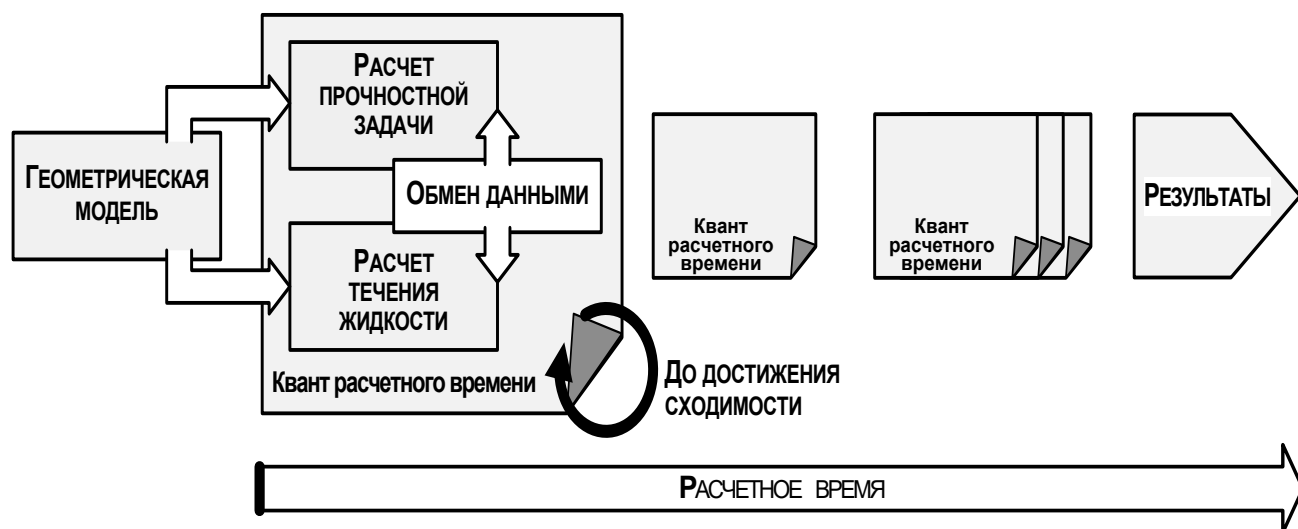 РАСЧЕТ
ПРОЧНОСТНОЙ
ЗАДАЧИ
ГЕОМЕТРИЧЕСКАЯ
МОДЕЛЬ
ОБМЕН ДАННЫМИ
РАСЧЕТ
ТЕЧЕНИЯ
ЖИДКОСТИ
Квант расчетного времени
ДО ДОСТИЖЕНИЯ
СХОДИМОСТИ
Квант
расчетного
времени
Квант
расчетного
времени
РЕЗУЛЬТАТЫ
РАСЧЕТНОЕ ВРЕМЯ